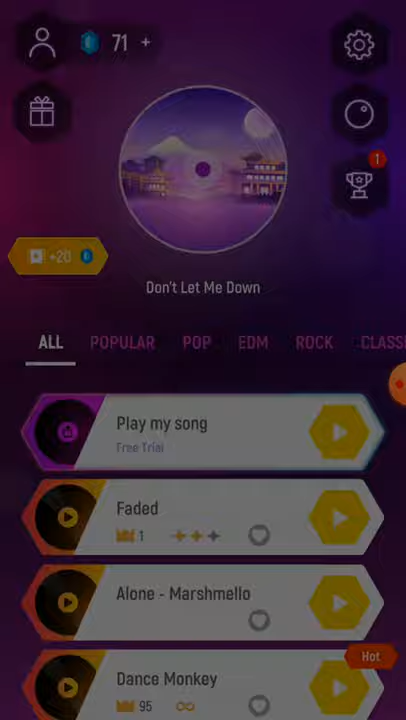 71 +
1
+20
Don't Let Me Down
ALL POPULAR POP EDM ROCK CLASS
Play my song
Free Trial
Faded
1
Alone - Marshmello
Hot
Dance Monkey
95